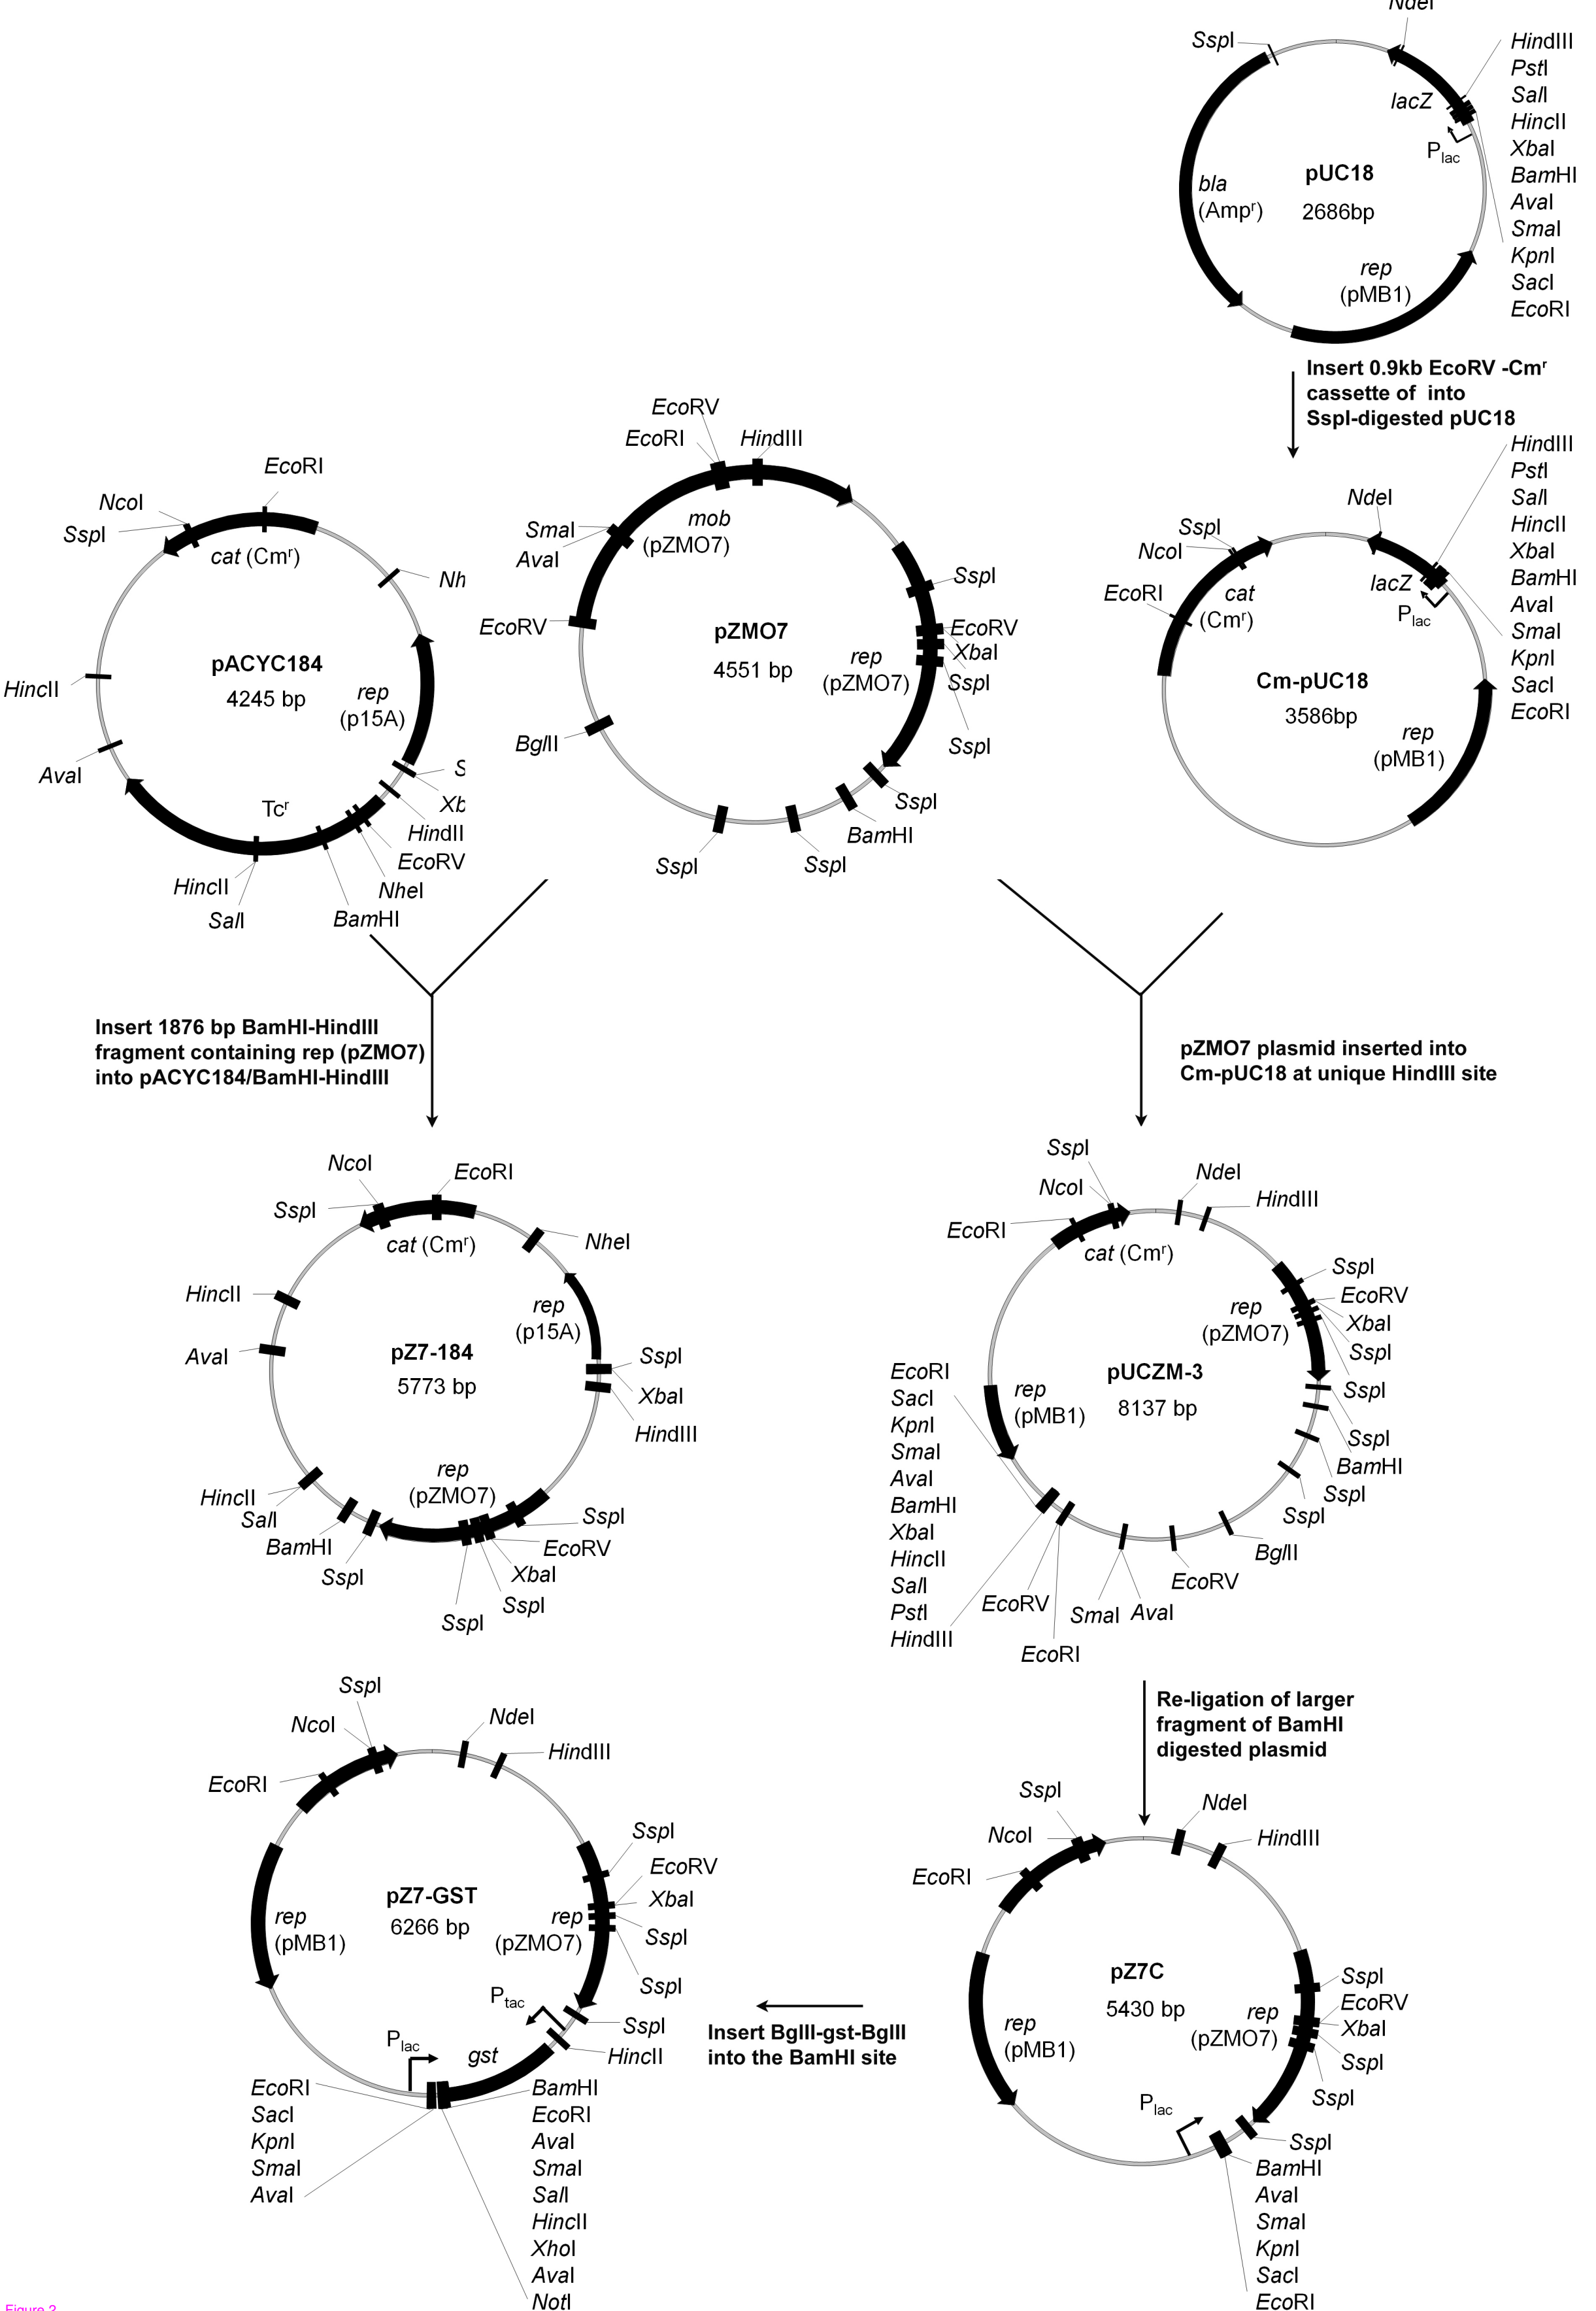 NdeI
SspI
HindIII
PstI
SalI
HincII
XbaI
BamHI
AvaI
SmaI
KpnI
SacI
EcoRI
lacZ
Plac
pUC18
2686bp
bla
(Ampr)
rep
(pMB1)
Insert 0.9kb EcoRV -Cmr
cassette of into
SspI-digested pUC18
EcoRI
NcoI
SspI
cat (Cmr)
Nh
pACYC184
4245 bp
rep
(p15A)
HincII
AvaI
Tcr
S
Xb
HindII
EcoRV
NheI
BamHI
HincII
SalI
EcoRV
EcoRI
HindIII
SmaI
AvaI
mob
(pZMO7)
SspI
EcoRV
pZMO7
4551 bp
EcoRV
XbaI
rep
(pZMO7)
SspI
SspI
BglII
SspI
BamHI
SspI
SspI
HindIII
PstI
SalI
HincII
XbaI
BamHI
AvaI
SmaI
KpnI
SacI
EcoRI
NdeI
SspI
NcoI
EcoRI
cat
(Cmr)
lacZ
Plac
Cm-pUC18
3586bp
rep
(pMB1)
Insert 1876 bp BamHI-HindIII
fragment containing rep (pZMO7)
into pACYC184/BamHI-HindIII
pZMO7 plasmid inserted into
Cm-pUC18 at unique HindIII site
NcoI
EcoRI
SspI
cat (Cmr)
NheI
HincII
rep
(p15A)
AvaI
pZ7-184
5773 bp
SspI
XbaI
HindIII
rep
(pZMO7)
HincII
SalI
BamHI
SspI
SspI
EcoRV
XbaI
SspI
SspI
SspI
NcoI
NdeI
HindIII
EcoRI
cat (Cmr)
SspI
EcoRV
rep
(pZMO7)
XbaI
SspI
SspI
pUCZM-3
8137 bp
rep
(pMB1)
EcoRI
SacI
KpnI
SmaI
AvaI
BamHI
XbaI
HincII
SalI
PstI
HindIII
SspI
BamHI
SspI
SspI
BglII
EcoRV
AvaI
SmaI
EcoRV
EcoRI
Re-ligation of larger
fragment of BamHI
digested plasmid
SspI
NcoI
NdeI
HindIII
EcoRI
SspI
EcoRV
XbaI
SspI
SspI
pZ7-GST
6266 bp
rep
(pMB1)
rep
(pZMO7)
Ptac
SspI
HincII
Plac
gst
EcoRI
SacI
KpnI
SmaI
AvaI
BamHI
EcoRI
AvaI
SmaI
SalI
HincII
XhoI
AvaI
NotI
Insert BglII-gst-BglII
into the BamHI site
SspI
NdeI
NcoI
HindIII
EcoRI
pZ7C
5430 bp
rep
(pMB1)
rep
(pZMO7)
SspI
EcoRV
XbaI
SspI
SspI
Plac
SspI
BamHI
AvaI
SmaI
KpnI
SacI
EcoRI